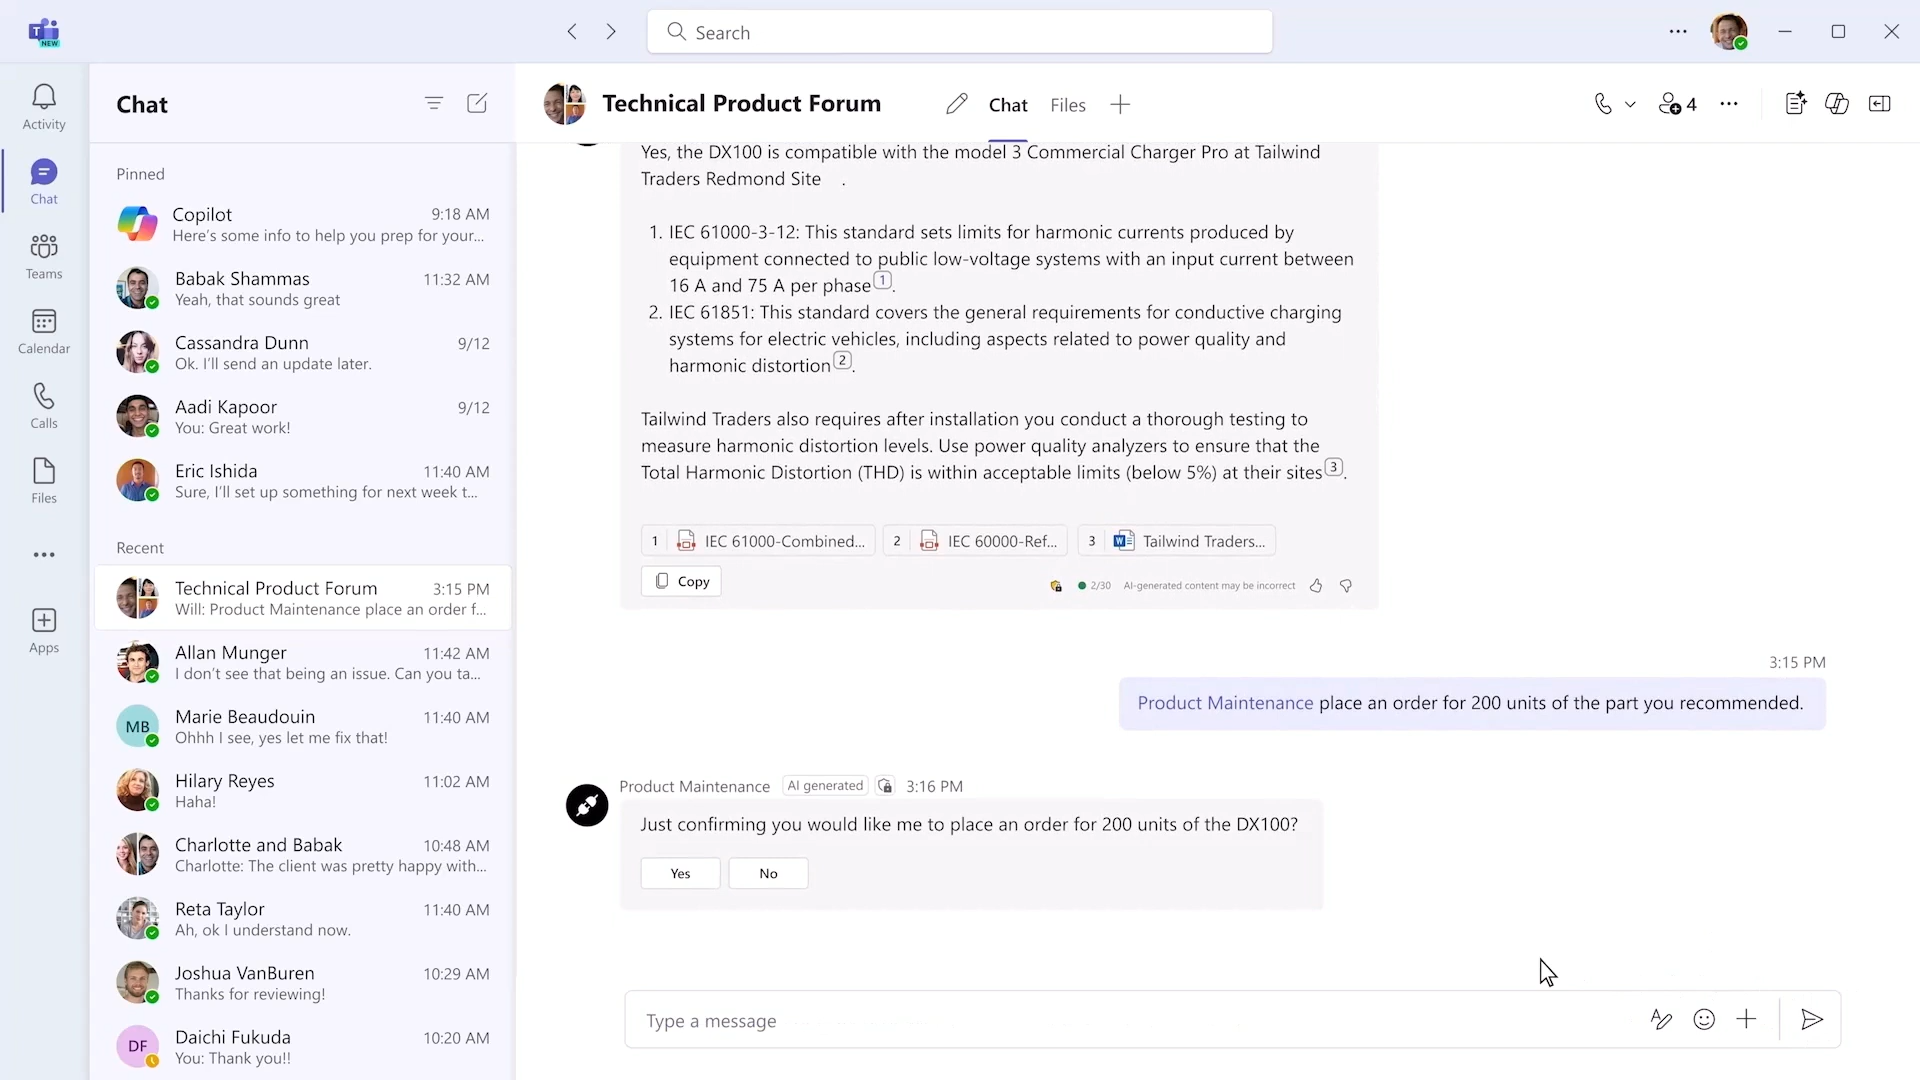 T
NEW
Search
Activity
Chat
Teams
Calendar
Calls
Files
Apps
Chat
Pinned
Copilot 9:18 AM
Here's some info to help you prep for your...
Babak Shammas 11:32 AM
Yeah, that sounds great
Cassandra Dunn 9/12
Ok. I'll send an update later.
Aadi Kapoor 9/12
You: Great work!
Eric Ishida 11:40 AM
Sure, I'll set up something for next week t...
Recent
Technical Product Forum 3:15 PM
Will: Product Maintenance place an order f...
Allan Munger 11:42 AM
I don't see that being an issue. Can you ta...
MB
Marie Beaudouin 11:40 AM
Ohhh I see, yes let me fix that!
Hilary Reyes 11:02 AM
Haha!
Charlotte and Babak 10:48 AM
Charlotte: The client was pretty happy with...
Reta Taylor 11:40 AM
Ah, ok I understand now.
Joshua VanBuren 10:29 AM
Thanks for reviewing!
DF
Daichi Fukuda 10:20 AM
You: Thank you!!
Technical Product Forum Chat Files 4
Yes, the DX100 is compatible with the model 3 Commercial Charger Pro at Tailwind
Traders Redmond Site .
1. IEC 61000-3-12: This standard sets limits for harmonic currents produced by
equipment connected to public low-voltage systems with an input current between
16 A and 75 A per phase 1.
2. IEC 61851: This standard covers the general requirements for conductive charging
systems for electric vehicles, including aspects related to power quality and
harmonic distortion 2.
Tailwind Traders also requires after installation you conduct a thorough testing to
measure harmonic distortion levels. Use power quality analyzers to ensure that the
Total Harmonic Distortion (THD) is within acceptable limits (below 5%) at their sites 3.
1 IEC 61000-Combined... 2 IEC 60000-Ref... 3 W Tailwind Traders...
Copy 2/30 AI-generated content may be incorrect
3:15 PM
Product Maintenance place an order for 200 units of the part you recommended.
Product Maintenance AI generated 3:16 PM
Just confirming you would like me to place an order for 200 units of the DX100?
Yes No
Type a message